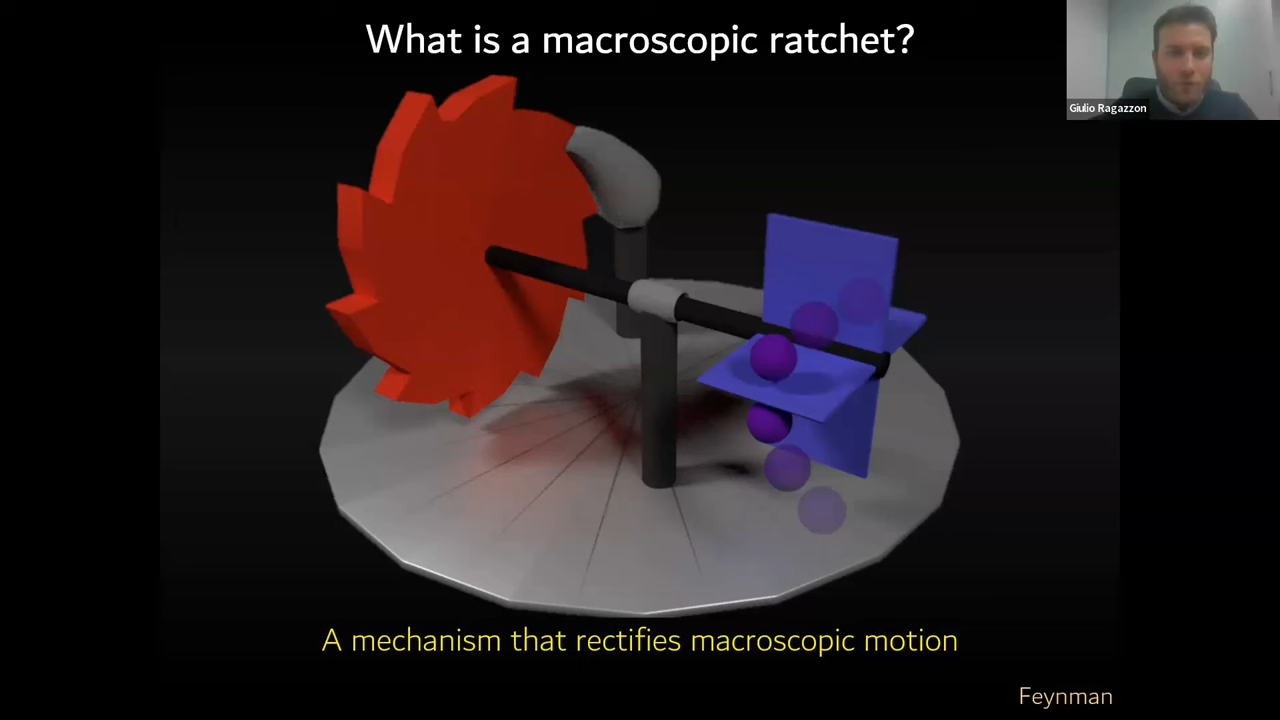 What is a macroscopic ratchet?
Giulio Ragazzon
A mechanism that rectifies macroscopic motion
Feynman